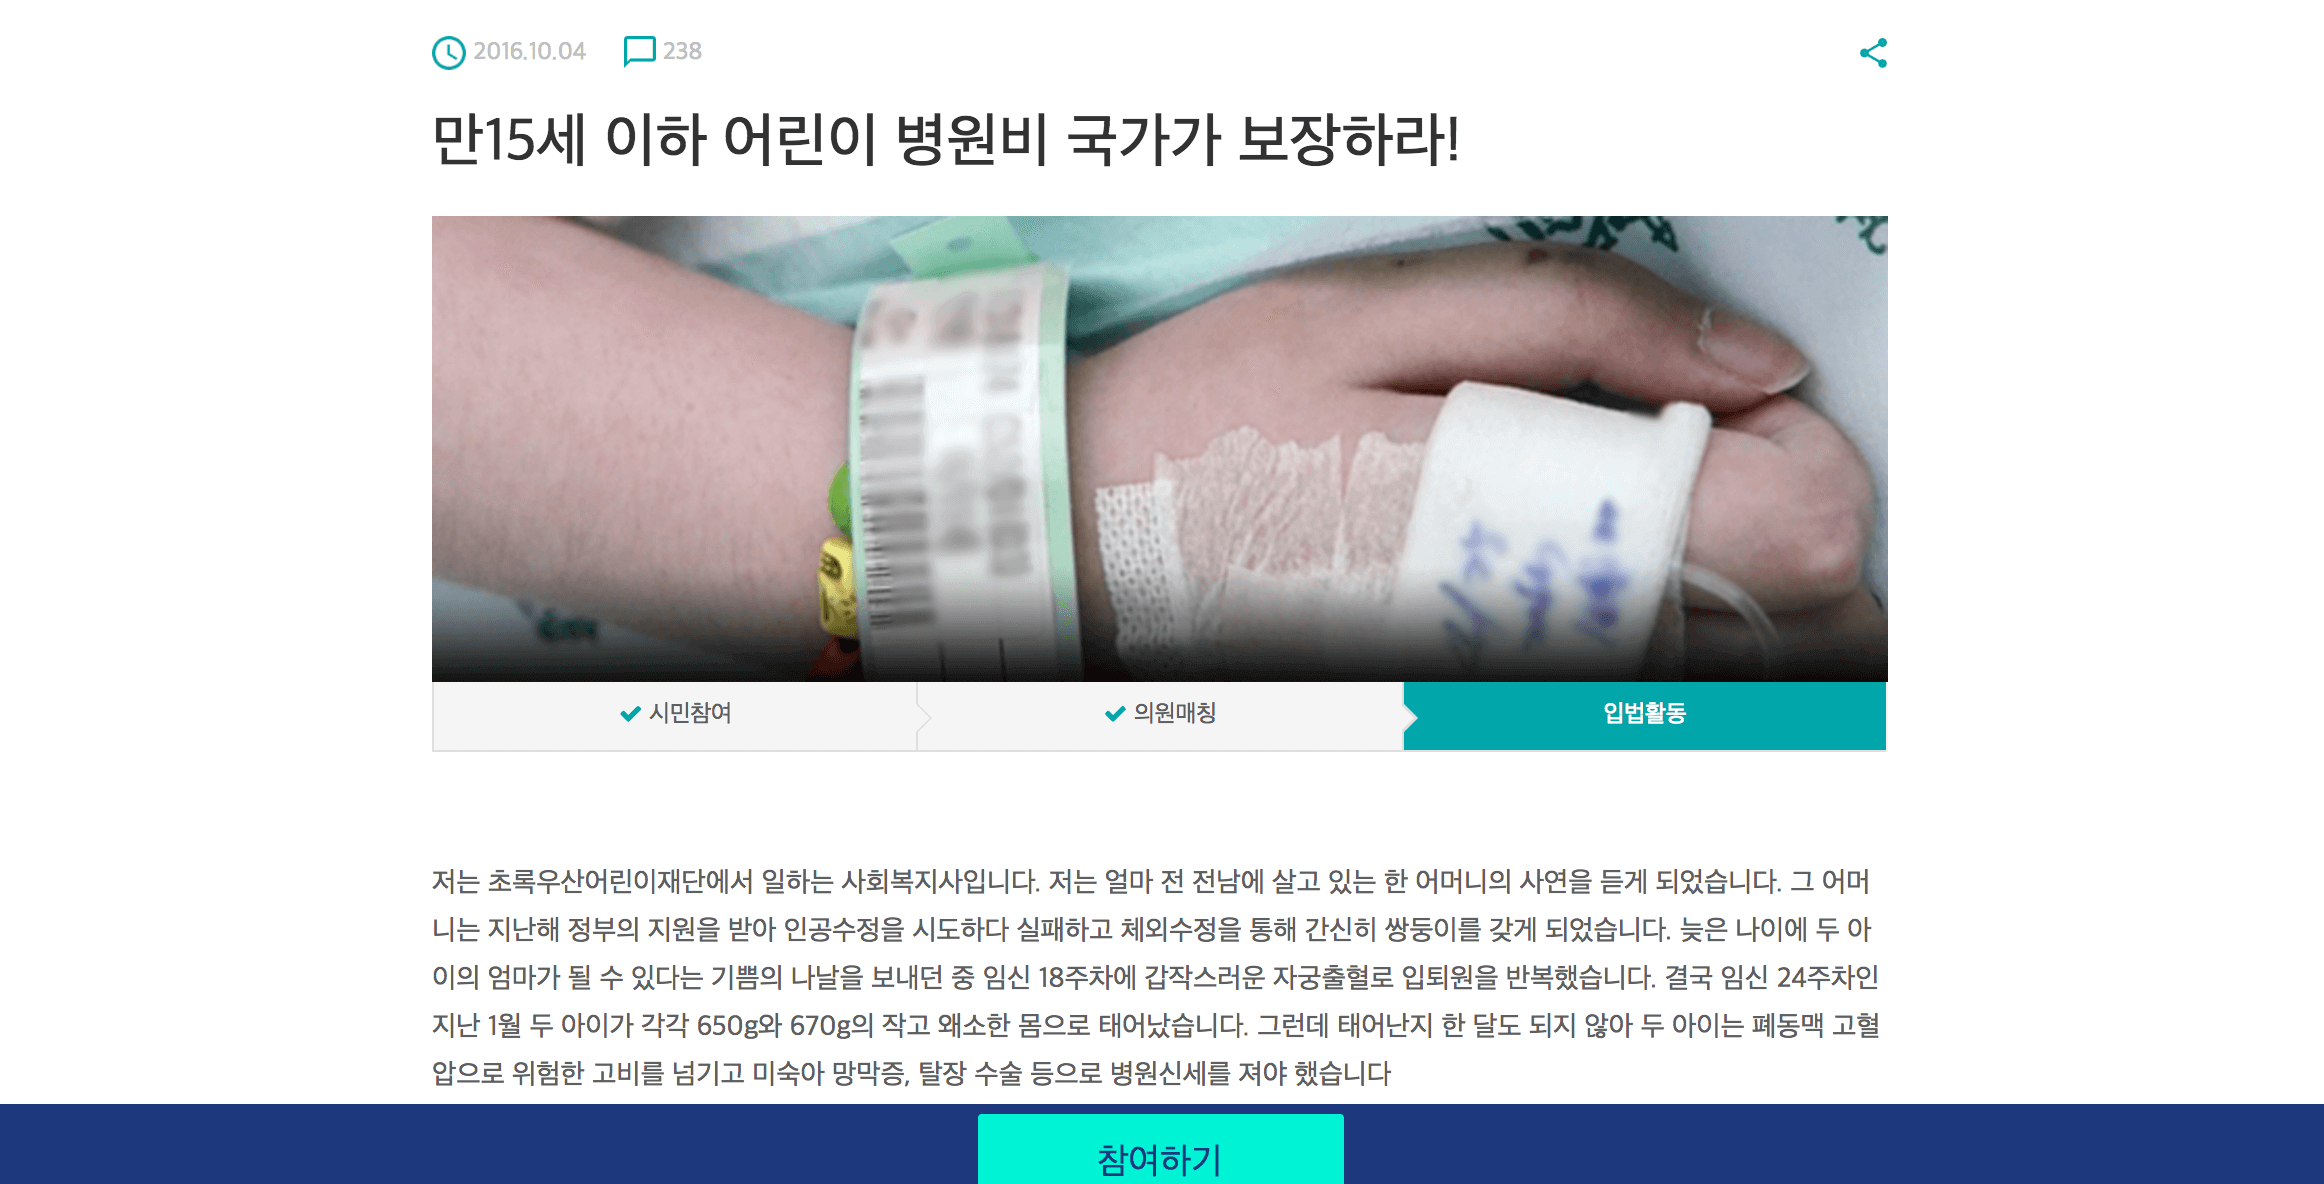 2016.10.04 238
만15세 이하 어린이 병원비 국가가 보장하라!
시민참여 의원매칭 입법활동
저는 초록우산어린이재단에서 일하는 사회복지사입니다. 저는 얼마 전 전남에 살고 있는 한 어머니의 사연을 듣게 되었습니다. 그 어머
니는 지난해 정부의 지원을 받아 인공수정을 시도하다 실패하고 체외수정을 통해 간신히 쌍둥이를 갖게 되었습니다. 늦은 나이에 두 아
이의 엄마가 될 수 있다는 기쁨의 나날을 보내던 중 임신 18주차에 갑작스러운 자궁출혈로 입퇴원을 반복했습니다. 결국 임신 24주차인
지난 1월 두 아이가 각각 650g와 670g의 작고 왜소한 몸으로 태어났습니다. 그런데 태어난지 한 달도 되지 않아 두 아이는 폐동맥 고혈
압으로 위험한 고비를 넘기고 미숙아 망막증, 탈장 수술 등으로 병원신세를 져야 했습니다
참여하기